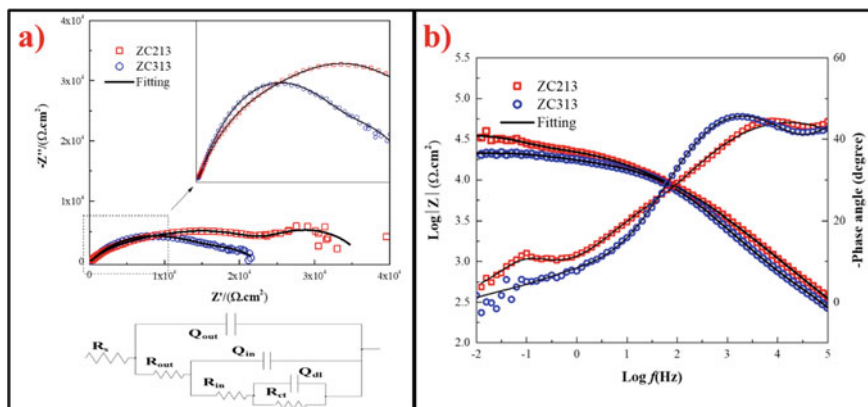 a)
ZC213
ZC313
Fitting
-Z''/(Ω.cm²)
-4x10⁴
3x10⁴
2x10⁴
1x10⁴
0
0
1x10⁴
2x10⁴
3x10⁴
4x10⁴
Z'/(Ω.cm²)
Rs
Qout
Rout
Qin
Rin
Qdl
Rct
b)
ZC213
ZC313
Fitting
Log|Z| (Ω.cm²)
5.5
5.0
4.5
4.0
3.5
3.0
2.5
2.0
-Phase angle (degree)
60
50
40
30
20
10
0
-2
-1
0
1
2
3
4
5
Log f(Hz)